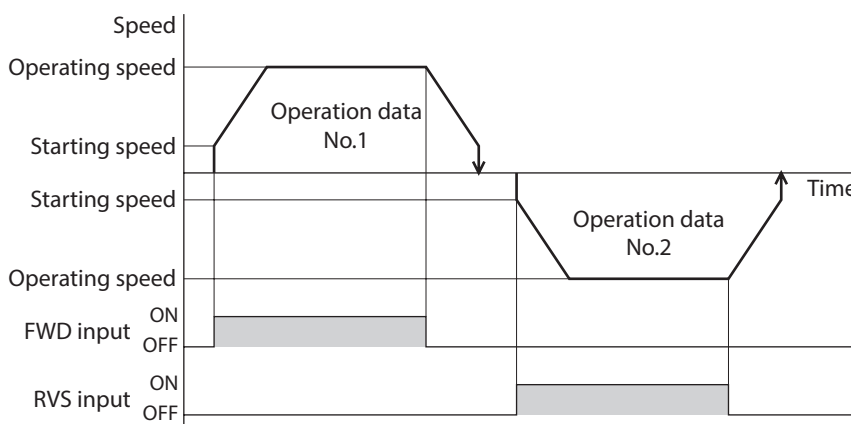 Speed
Operating speed
Operation data
No.1
Starting speed
Time
Starting speed
Operation data
No.2
Operating speed
ON
FWD input
OFF
ON
RVS input
OFF